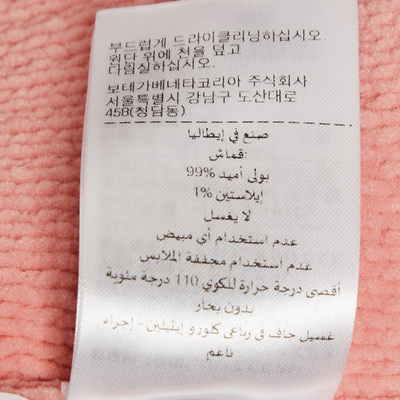 부드럽게 드라이클리닝하십시오.
원단 위에 천을 덮고
다림질하십시오.
보테가베네타코리아 주식회사
서울특별시 강남구 도산대로
458(청담동)
صنع في إيطاليا
قماش:
بولى أميد 99%
إيلاستين 1%
لا يغسل
عدم استخدام أي مبيض
عدم استخدام مجففة الملابس
أقصى درجة حرارة للكوي 110 درجة مئوية
بدون بخار
غسيل جاف في رباعي كلورو إيثيلين - إجراء
ناعم